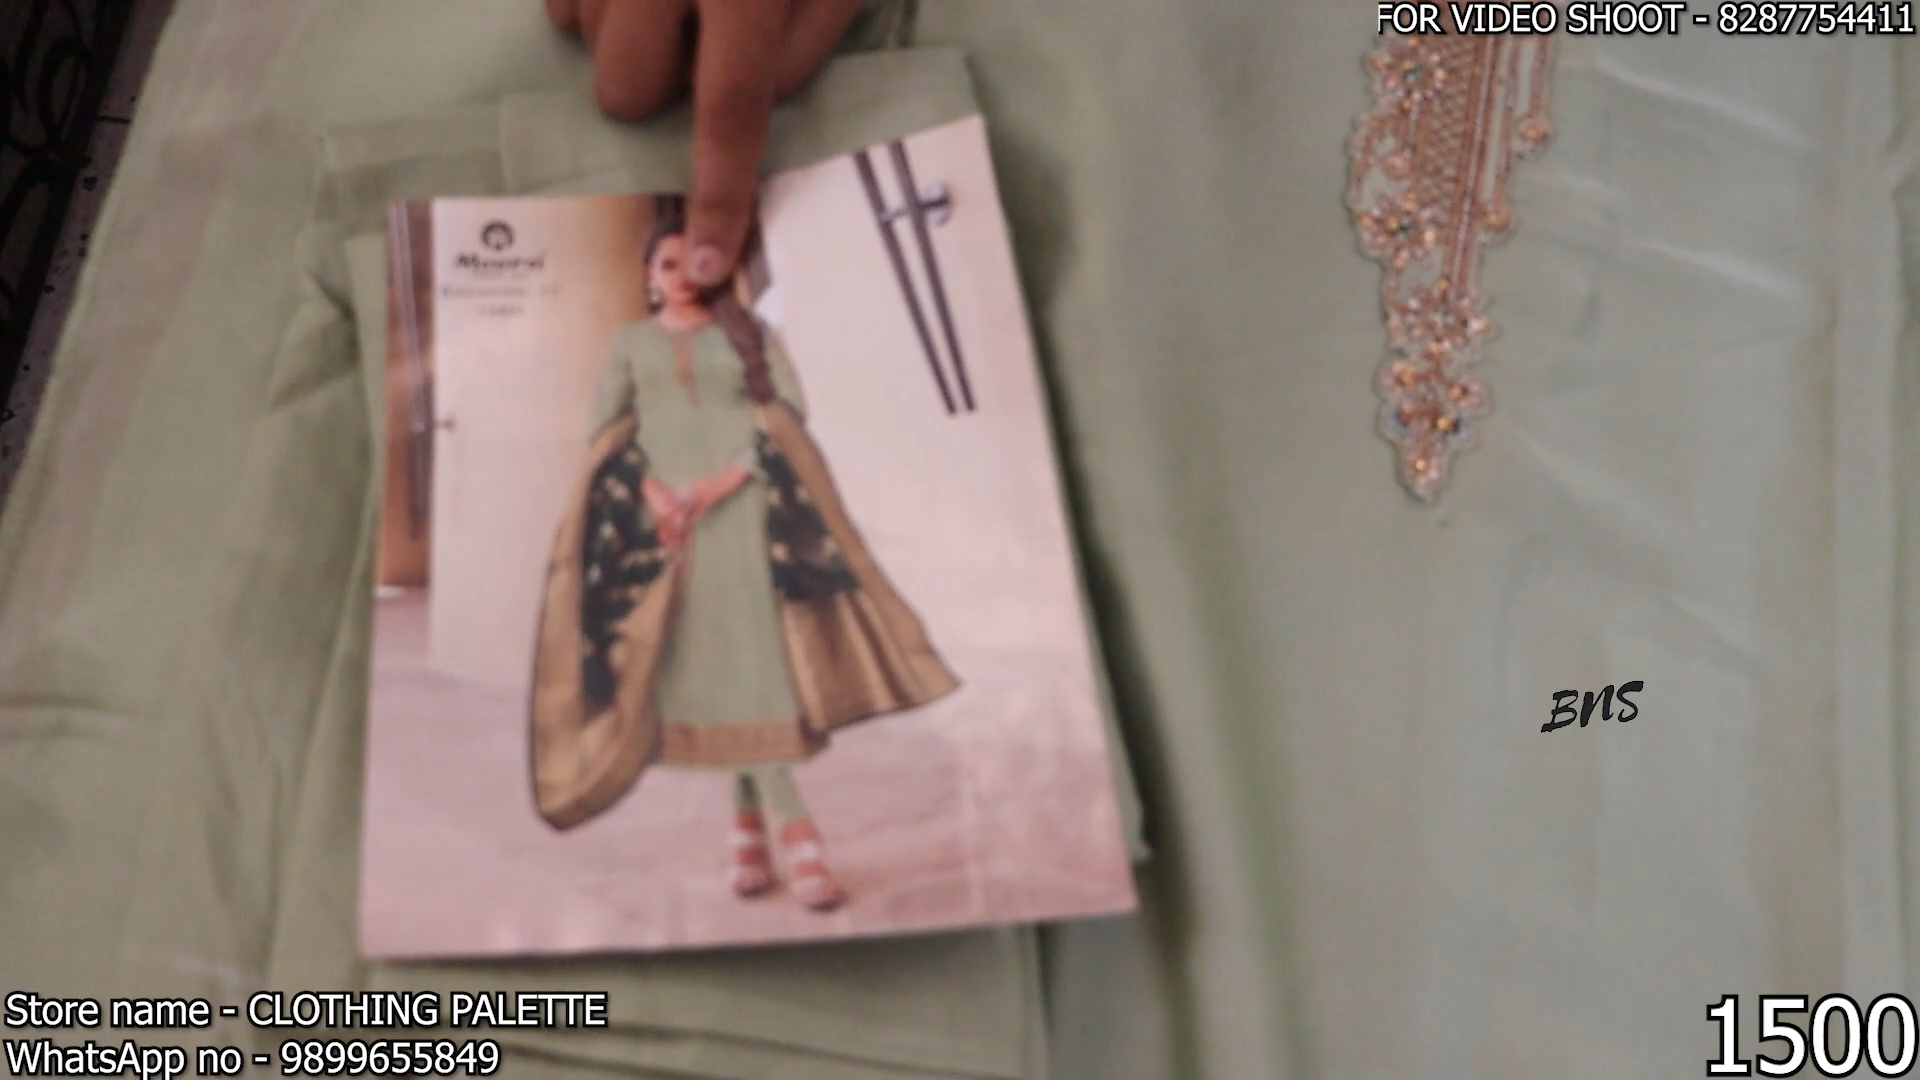 FOR VIDEO SHOOT - 8287754411
BNS
Store name - CLOTHING PALETTE
WhatsApp no - 9899655849
1500